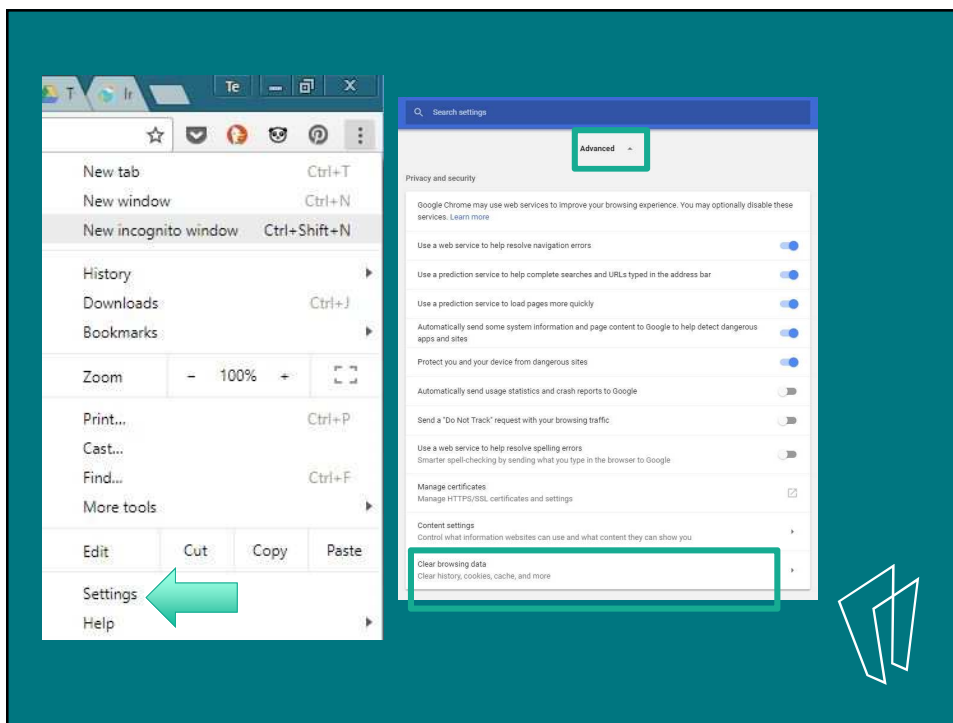 T
Ir
Te
New tab Ctrl+T
New window Ctrl+N
New incognito window Ctrl+Shift+N
History
Downloads Ctrl+J
Bookmarks
Zoom - 100% +
Print... Ctrl+P
Cast...
Find... Ctrl+F
More tools
Edit Cut Copy Paste
Settings
Help
Search settings
Advanced
Privacy and security
Google Chrome may use web services to improve your browsing experience. You may optionally disable these
services. Learn more
Use a web service to help resolve navigation errors
Use a prediction service to help complete searches and URLs typed in the address bar
Use a prediction service to load pages more quickly
Automatically send some system information and page content to Google to help detect dangerous
apps and sites
Protect you and your device from dangerous sites
Automatically send usage statistics and crash reports to Google
Send a "Do Not Track" request with your browsing traffic
Use a web service to help resolve spelling errors
Smarter spell-checking by sending what you type in the browser to Google
Manage certificates
Manage HTTPS/SSL certificates and settings
Content settings
Control what information websites can use and what content they can show you
Clear browsing data
Clear history, cookies, cache, and more